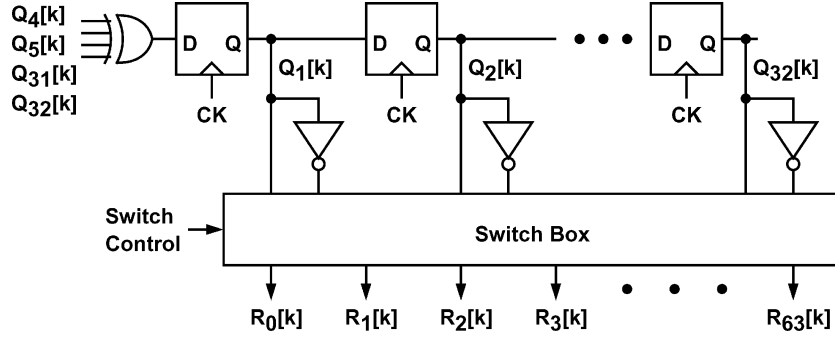 Q4[k]
Q5[k]
Q31[k]
Q32[k]
D Q
CK
Q1[k]
D Q
CK
Q2[k]
D Q
CK
Q32[k]
Switch
Control
Switch Box
R0[k] R1[k] R2[k] R3[k] R63[k]